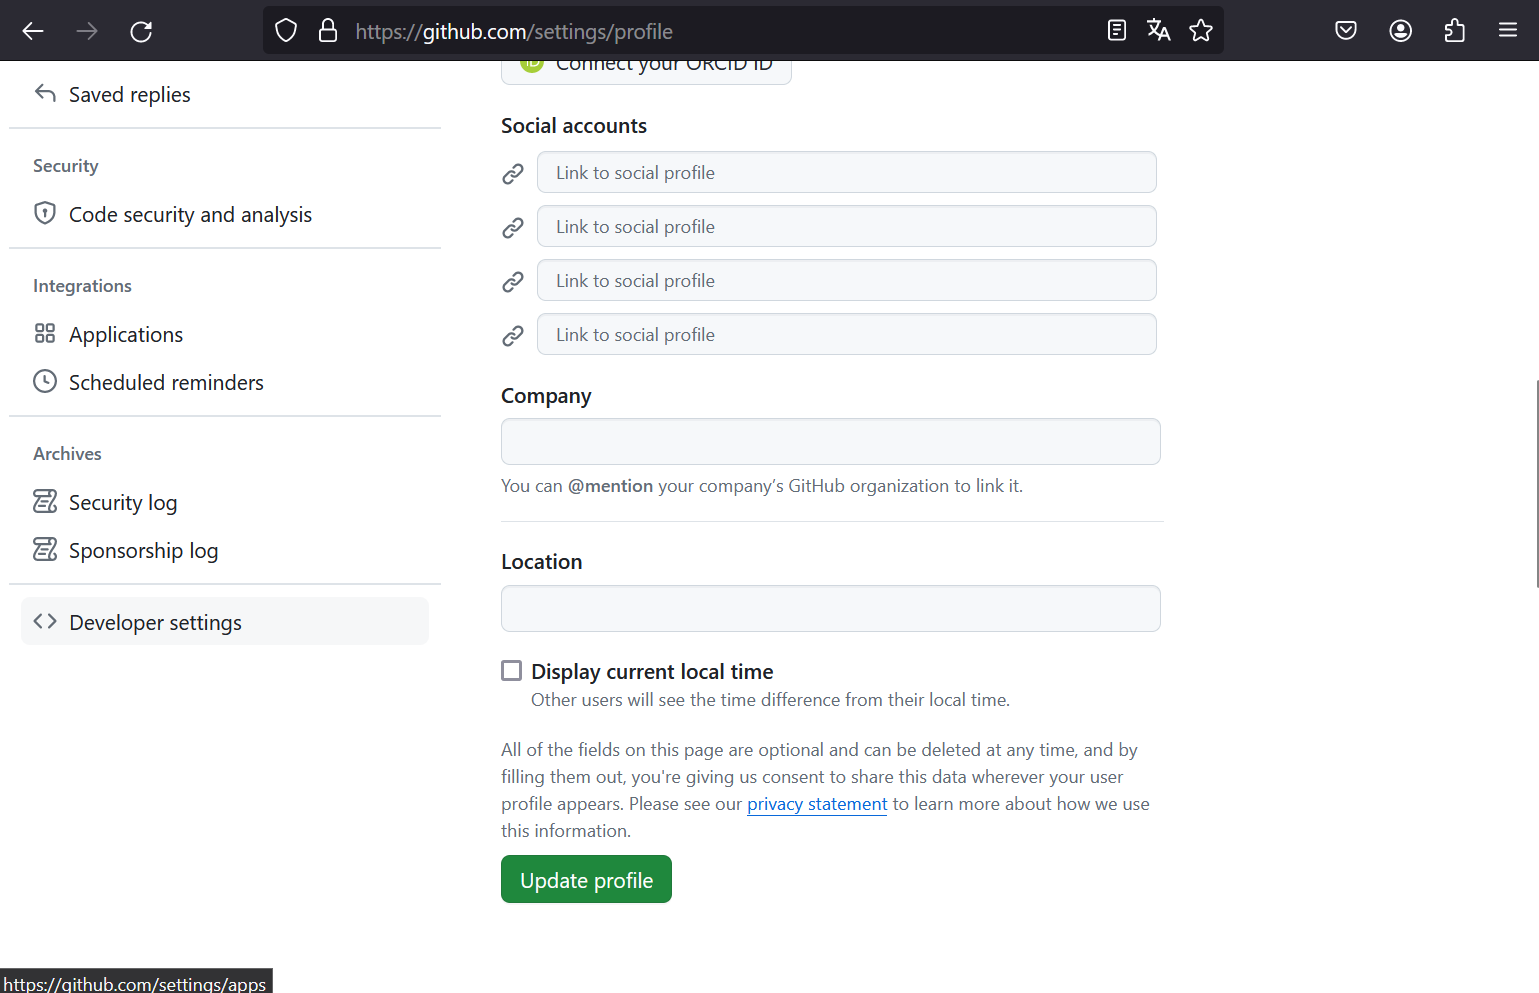 https://github.com/settings/profile
Saved replies
Security
Code security and analysis
Integrations
Applications
Scheduled reminders
Archives
Security log
Sponsorship log
Developer settings
iD Connect your ORCID iD
Social accounts
Link to social profile
Link to social profile
Link to social profile
Link to social profile
Company
You can @mention your company’s GitHub organization to link it.
Location
Display current local time
Other users will see the time difference from their local time.
All of the fields on this page are optional and can be deleted at any time, and by
filling them out, you're giving us consent to share this data wherever your user
profile appears. Please see our privacy statement to learn more about how we use
this information.
Update profile
https://github.com/settings/apps